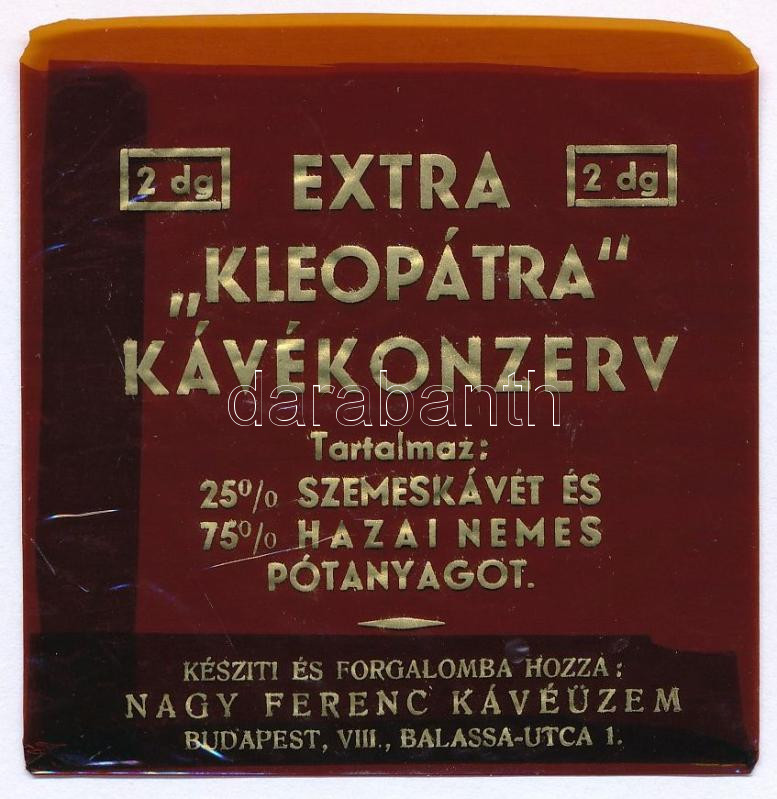 2 dg EXTRA 2 dg
„KLEOPÁTRA“
KÁVÉKONZERV
darabanth
Tartalmaz:
25% SZEMESKÁVÉT ÉS
75% HAZAI NEMES
PÓTANYAGOT.
KÉSZITI ÉS FORGALOMBA HOZZA:
NAGY FERENC KÁVÉÜZEM
BUDAPEST, VIII., BALASSA-UTCA 1.